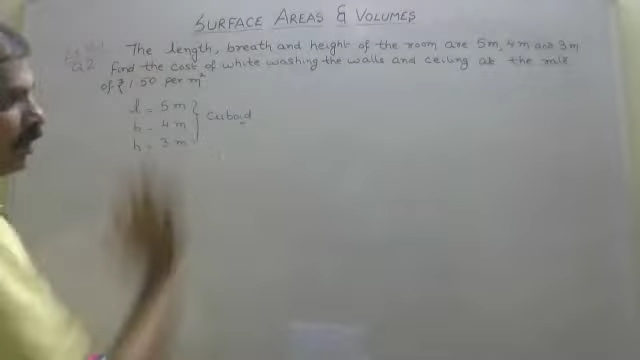 SURFACE AREAS & VOLUMES
Q2 The length, breath and height of the room are 5m, 4m and 3m
Find the cost of white washing the walls and ceiling at the rate
of ₹1.50 per m²
l = 5 m
b = 4 m
h = 3 m
Cuboid